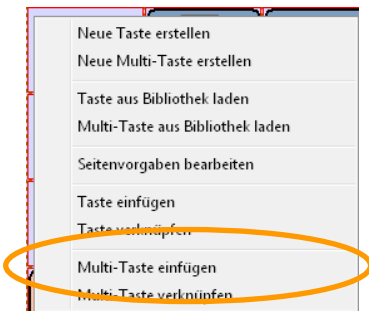 Neue Taste erstellen
Neue Multi-Taste erstellen
Taste aus Bibliothek laden
Multi-Taste aus Bibliothek laden
Seitenvorgaben bearbeiten
Taste einfügen
Taste verknüpfen
Multi-Taste einfügen
Multi-Taste verknüpfen